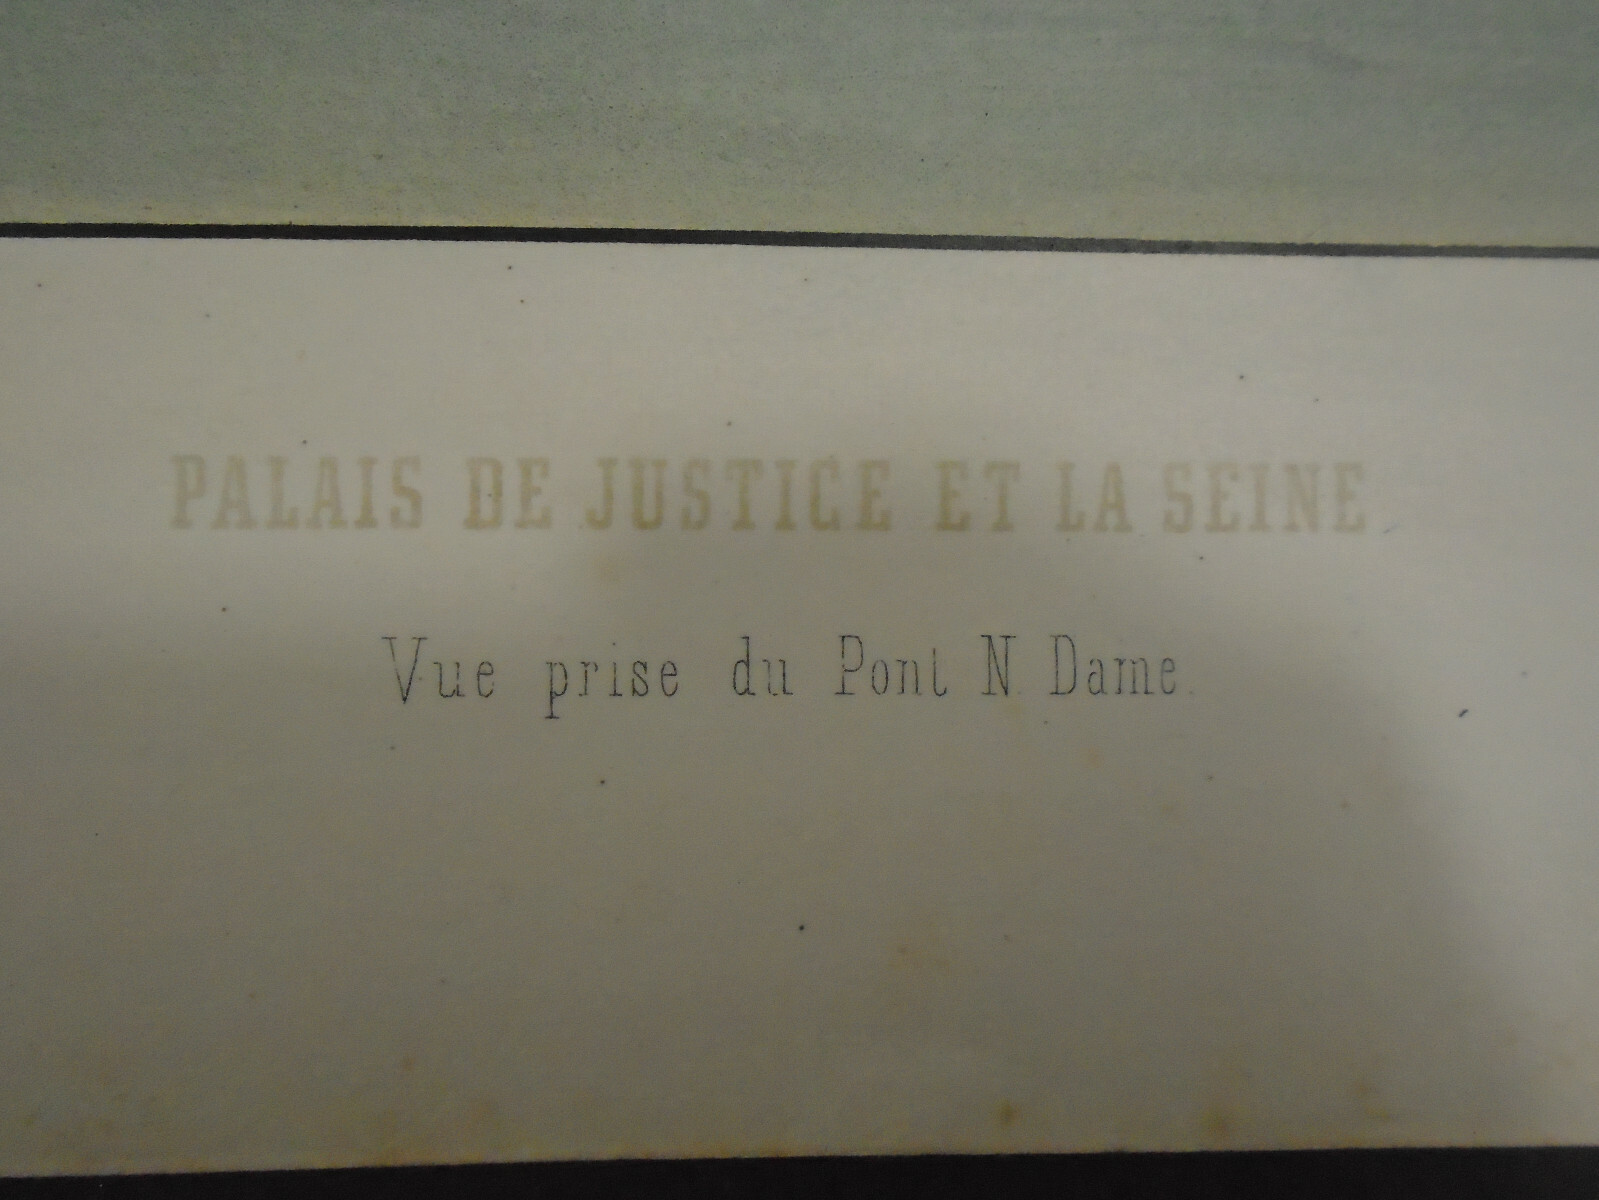 PALAIS DE JUSTICE ET LA SEINE
Vue prise du Pont N Dame.